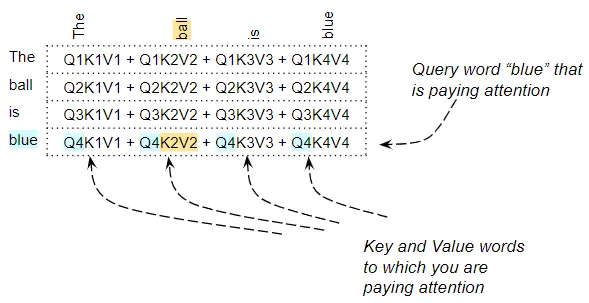 The ball is blue
The Q1K1V1 + Q1K2V2 + Q1K3V3 + Q1K4V4
ball Q2K1V1 + Q2K2V2 + Q2K3V3 + Q2K4V4
is Q3K1V1 + Q3K2V2 + Q3K3V3 + Q3K4V4
blue Q4K1V1 + Q4K2V2 + Q4K3V3 + Q4K4V4
Query word “blue” that
is paying attention
Key and Value words
to which you are
paying attention